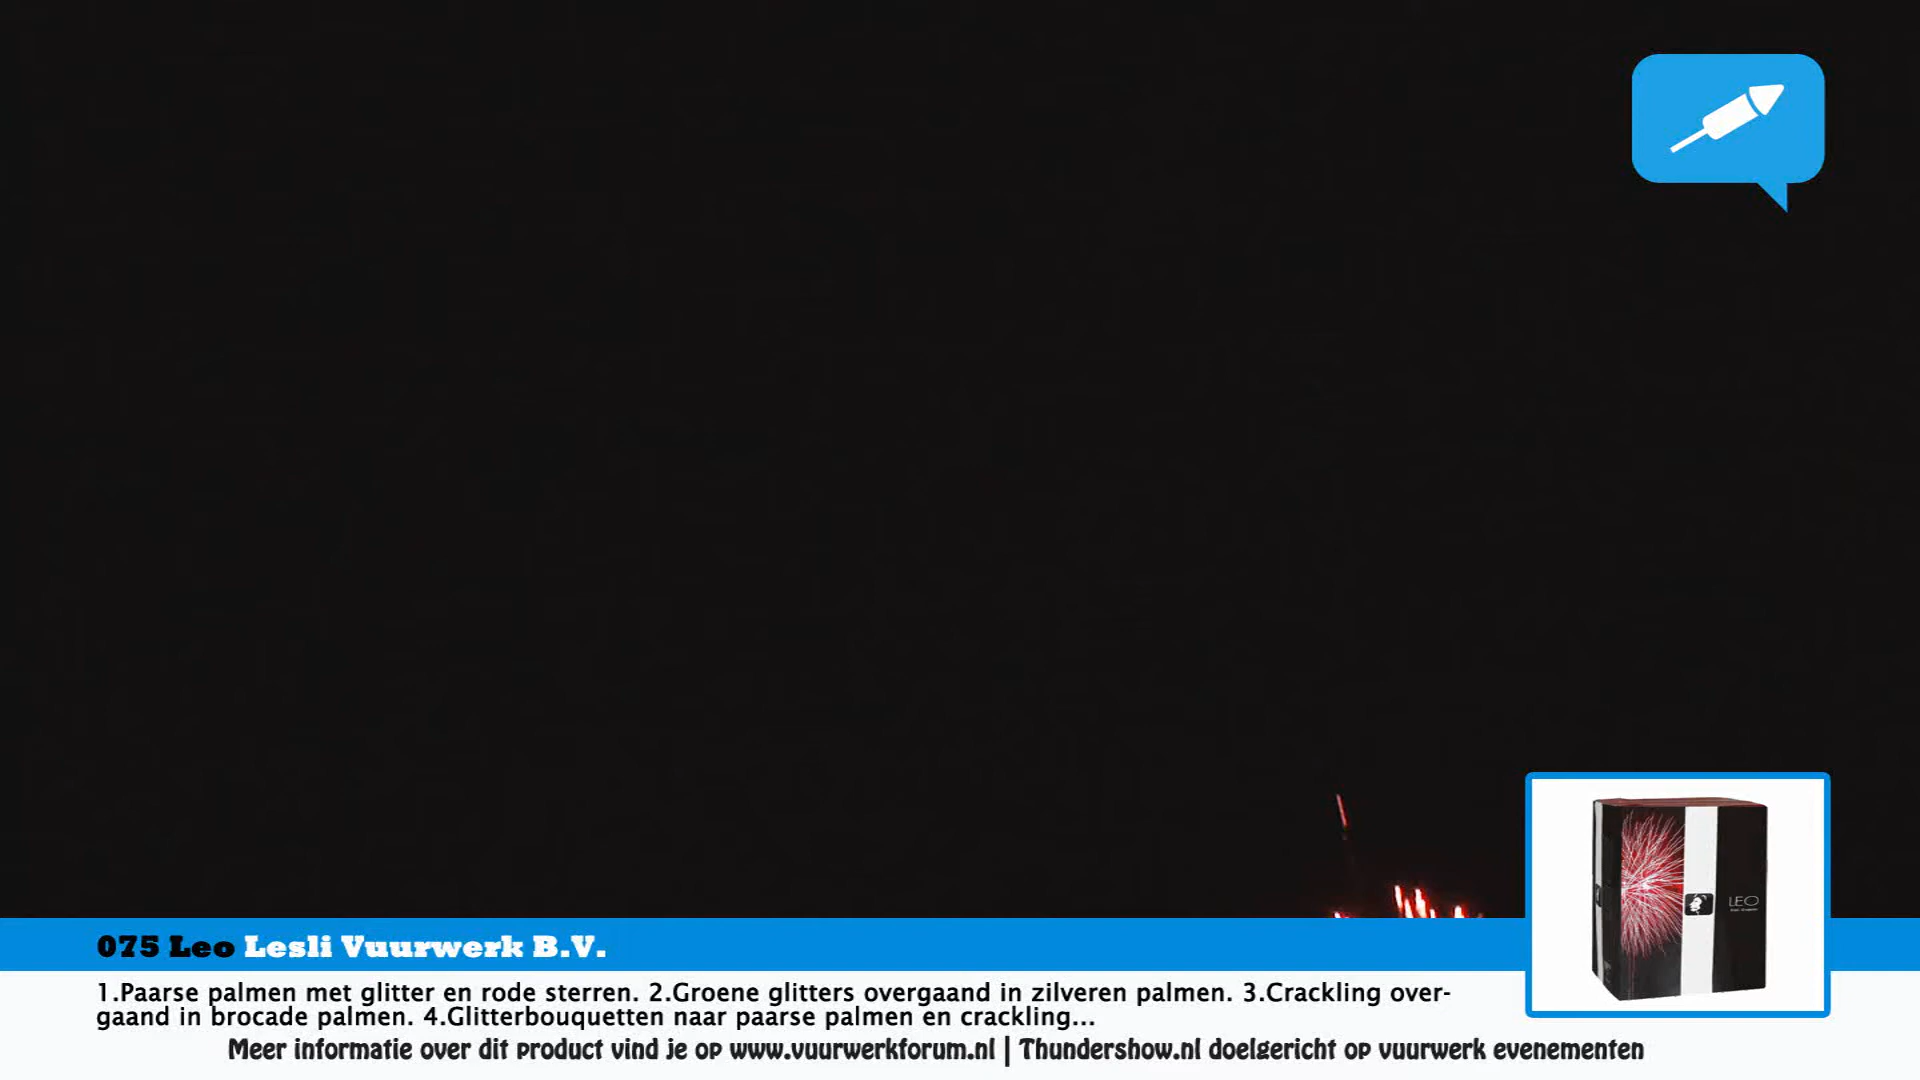 LEO
075 Leo Lesli Vuurwerk B.V.
1.Paarse palmen met glitter en rode sterren. 2.Groene glitters overgaand in zilveren palmen. 3.Crackling over-
gaand in brocade palmen. 4.Glitterbouquetten naar paarse palmen en crackling...
Meer informatie over dit product vind je op www.vuurwerkforum.nl | Thundershow.nl doelgericht op vuurwerk evenementen